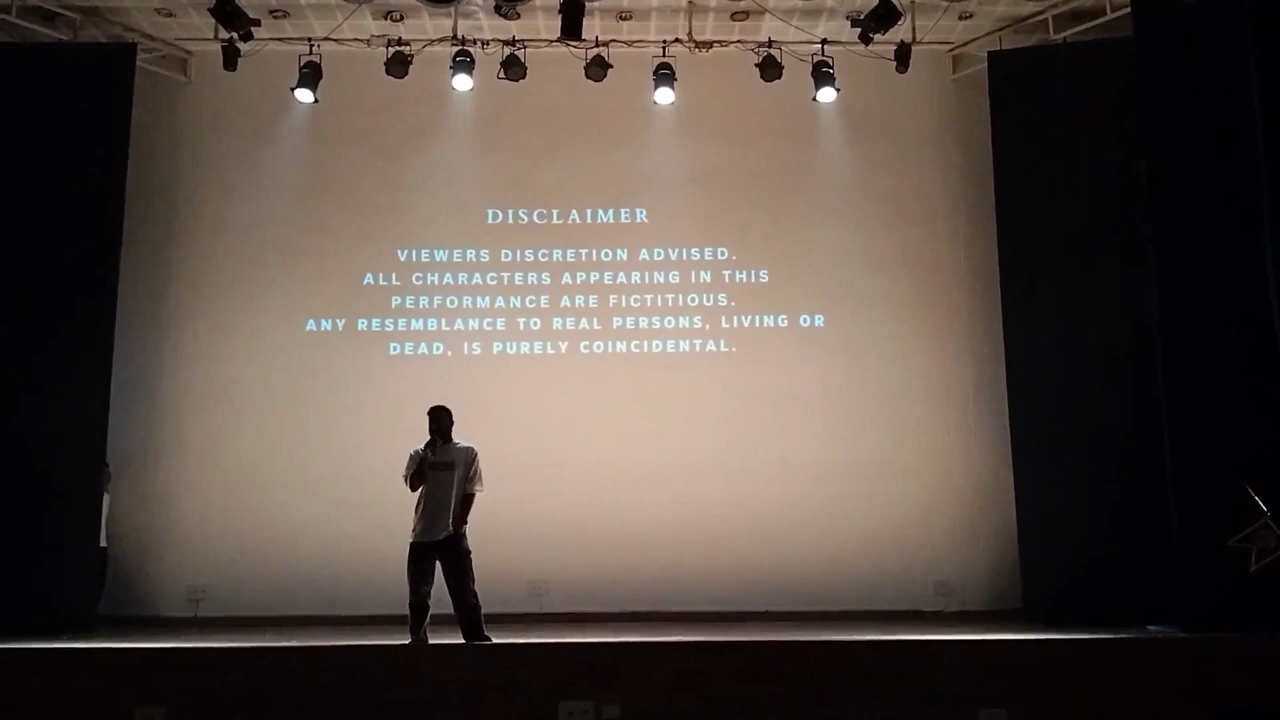 DISCLAIMER
VIEWERS DISCRETION ADVISED.
ALL CHARACTERS APPEARING IN THIS
PERFORMANCE ARE FICTITIOUS.
ANY RESEMBLANCE TO REAL PERSONS, LIVING OR
DEAD, IS PURELY COINCIDENTAL.